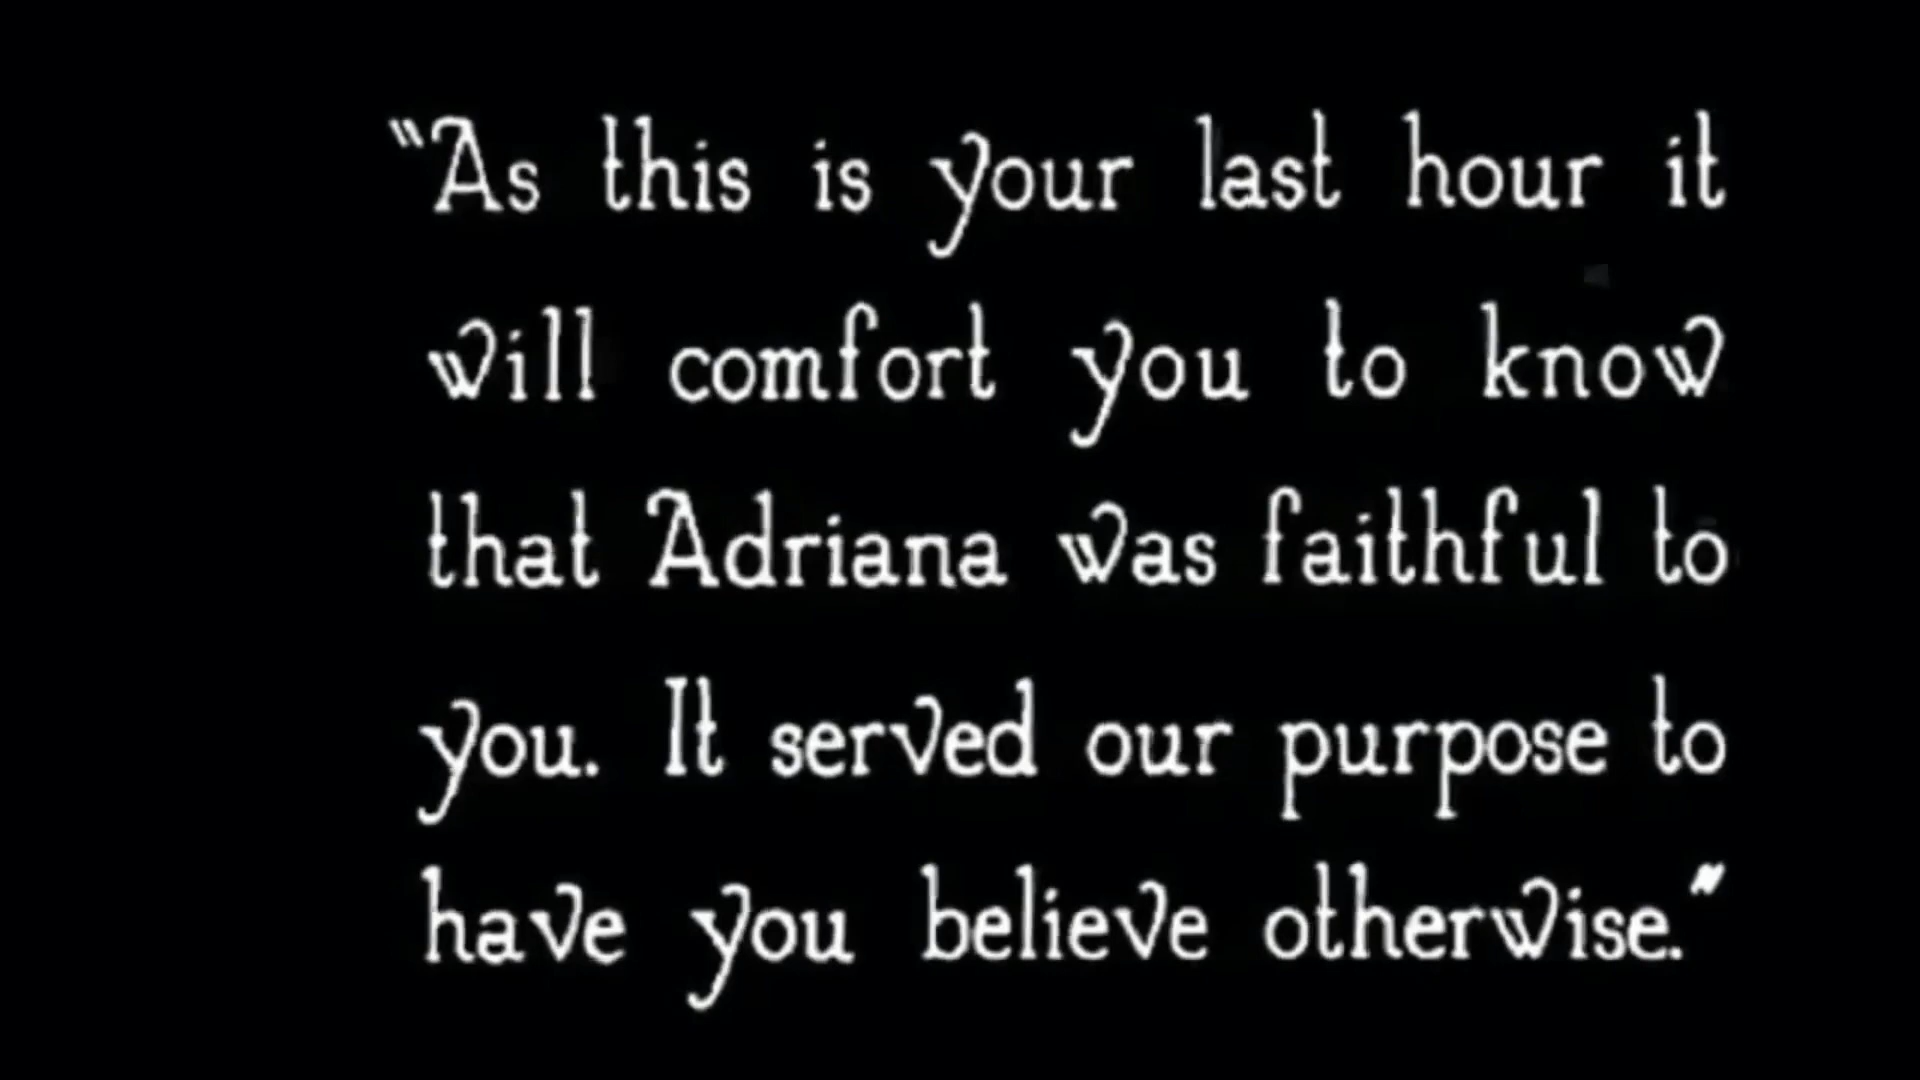 "As this is your last hour it
will comfort you to know
that Adriana was faithful to
you. It served our purpose to
have you believe otherwise."